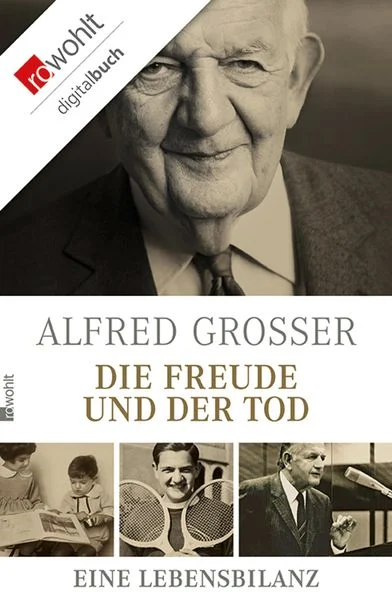 rowohlt
digitalbuch
ALFRED GROSSER
DIE FREUDE
UND DER TOD
rowohlt
EINE LEBENSBILANZ